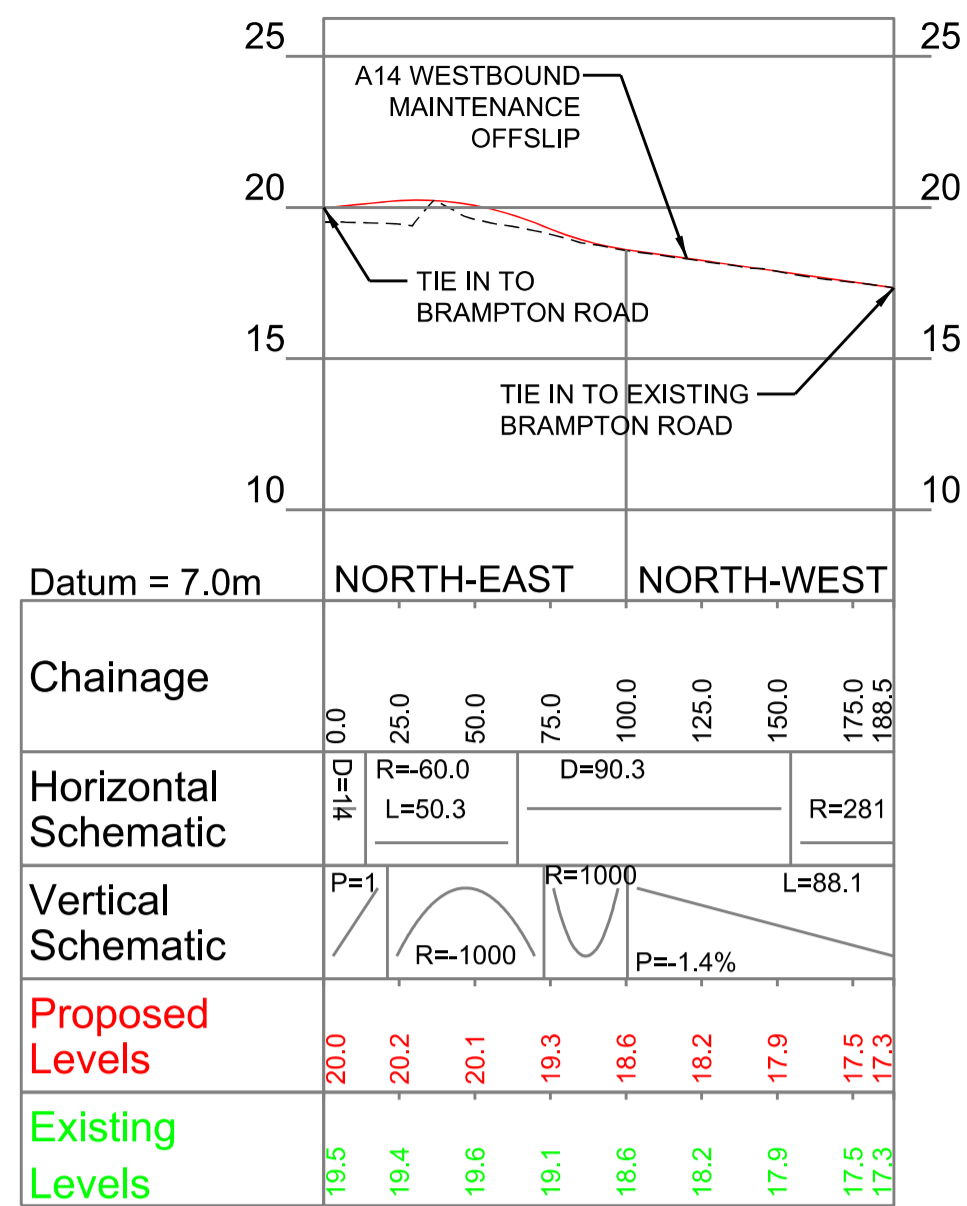 25
25
A14 WESTBOUND
MAINTENANCE
OFFSLIP
20
20
TIE IN TO
BRAMPTON ROAD
15
15
TIE IN TO EXISTING
BRAMPTON ROAD
10
10
Datum = 7.0m
NORTH-EAST
NORTH-WEST
Chainage
0.0
25.0
50.0
75.0
100.0
125.0
150.0
175.0
188.5
Horizontal
Schematic
D=14
R=-60.0
L=50.3
D=90.3
R=281
Vertical
Schematic
P=1
R=-1000
R=1000
L=88.1
P=-1.4%
Proposed
Levels
20.0
20.2
20.1
19.3
18.6
18.2
17.9
17.5
17.3
Existing
Levels
19.5
19.4
19.6
19.1
18.6
18.2
17.9
17.5
17.3